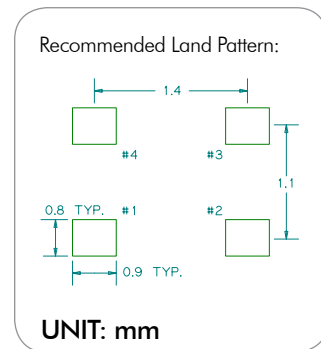 Recommended Land Pattern:
1.4
#4 #3
1.1
0.8 TYP. #1 #2
0.9 TYP.
UNIT: mm